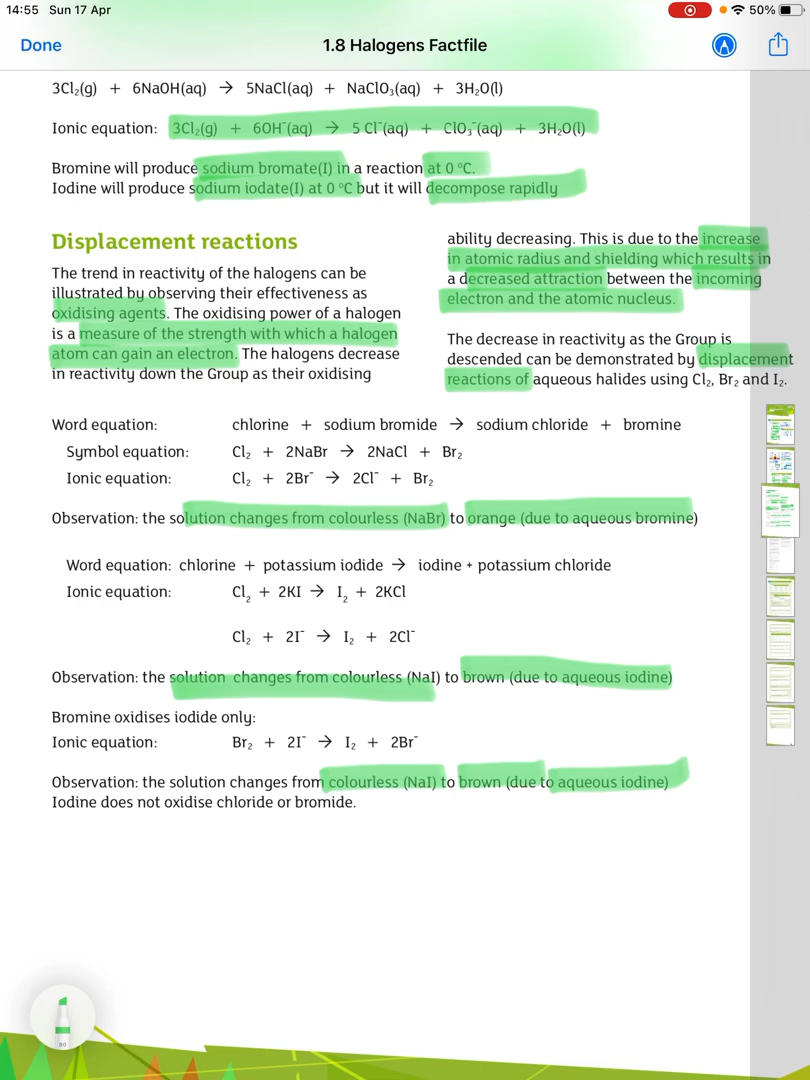 14:55 Sun 17 Apr
50%
Done
1.8 Halogens Factfile
3Cl₂(g) + 6NaOH(aq) → 5NaCl(aq) + NaClO₃(aq) + 3H₂O(l)
Ionic equation: 3Cl₂(g) + 6OH⁻(aq) → 5 Cl⁻(aq) + ClO₃⁻(aq) + 3H₂O(l)
Bromine will produce sodium bromate(I) in a reaction at 0 °C.
Iodine will produce sodium iodate(I) at 0 °C but it will decompose rapidly
Displacement reactions
The trend in reactivity of the halogens can be
illustrated by observing their effectiveness as
oxidising agents. The oxidising power of a halogen
is a measure of the strength with which a halogen
atom can gain an electron. The halogens decrease
in reactivity down the Group as their oxidising
ability decreasing. This is due to the increase
in atomic radius and shielding which results in
a decreased attraction between the incoming
electron and the atomic nucleus.
The decrease in reactivity as the Group is
descended can be demonstrated by displacement
reactions of aqueous halides using Cl₂, Br₂ and I₂.
Word equation: chlorine + sodium bromide → sodium chloride + bromine
Symbol equation: Cl₂ + 2NaBr → 2NaCl + Br₂
Ionic equation: Cl₂ + 2Br⁻ → 2Cl⁻ + Br₂
Observation: the solution changes from colourless (NaBr) to orange (due to aqueous bromine)
Word equation: chlorine + potassium iodide → iodine + potassium chloride
Ionic equation: Cl₂ + 2KI → I₂ + 2KCl
Cl₂ + 2I⁻ → I₂ + 2Cl⁻
Observation: the solution changes from colourless (NaI) to brown (due to aqueous iodine)
Bromine oxidises iodide only:
Ionic equation: Br₂ + 2I⁻ → I₂ + 2Br⁻
Observation: the solution changes from colourless (NaI) to brown (due to aqueous iodine)
Iodine does not oxidise chloride or bromide.
80